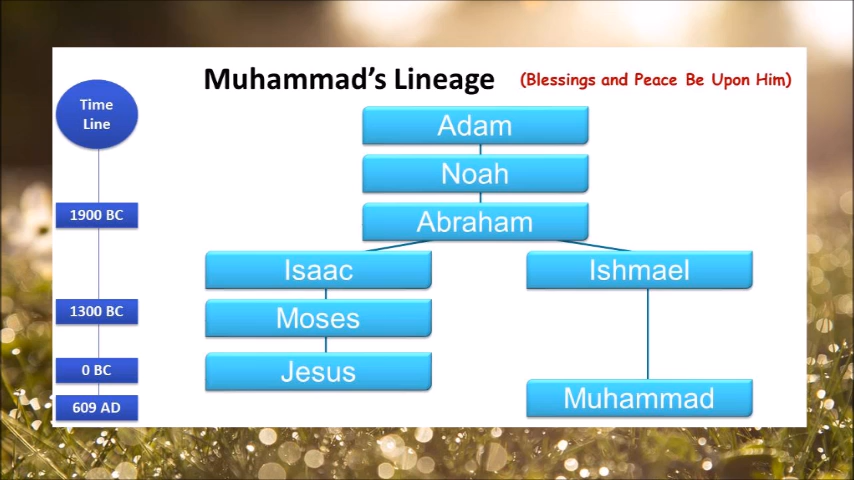 Muhammad's Lineage (Blessings and Peace Be Upon Him)
Time
Line
Adam
Noah
1900 BC
Abraham
Isaac
Ishmael
1300 BC
Moses
0 BC
Jesus
609 AD
Muhammad